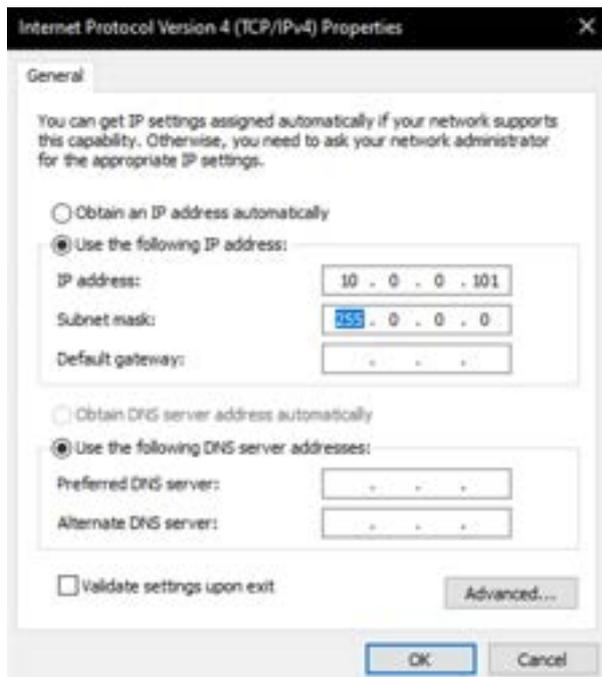 Internet Protocol Version 4 (TCP/IPv4) Properties
General
You can get IP settings assigned automatically if your network supports
this capability. Otherwise, you need to ask your network administrator
for the appropriate IP settings.
Obtain an IP address automatically
Use the following IP address:
IP address: 10 . 0 . 0 . 101
Subnet mask: 255 . 0 . 0 . 0
Default gateway: . . .
Obtain DNS server address automatically
Use the following DNS server addresses:
Preferred DNS server: . . .
Alternate DNS server: . . .
Validate settings upon exit
Advanced...
OK Cancel